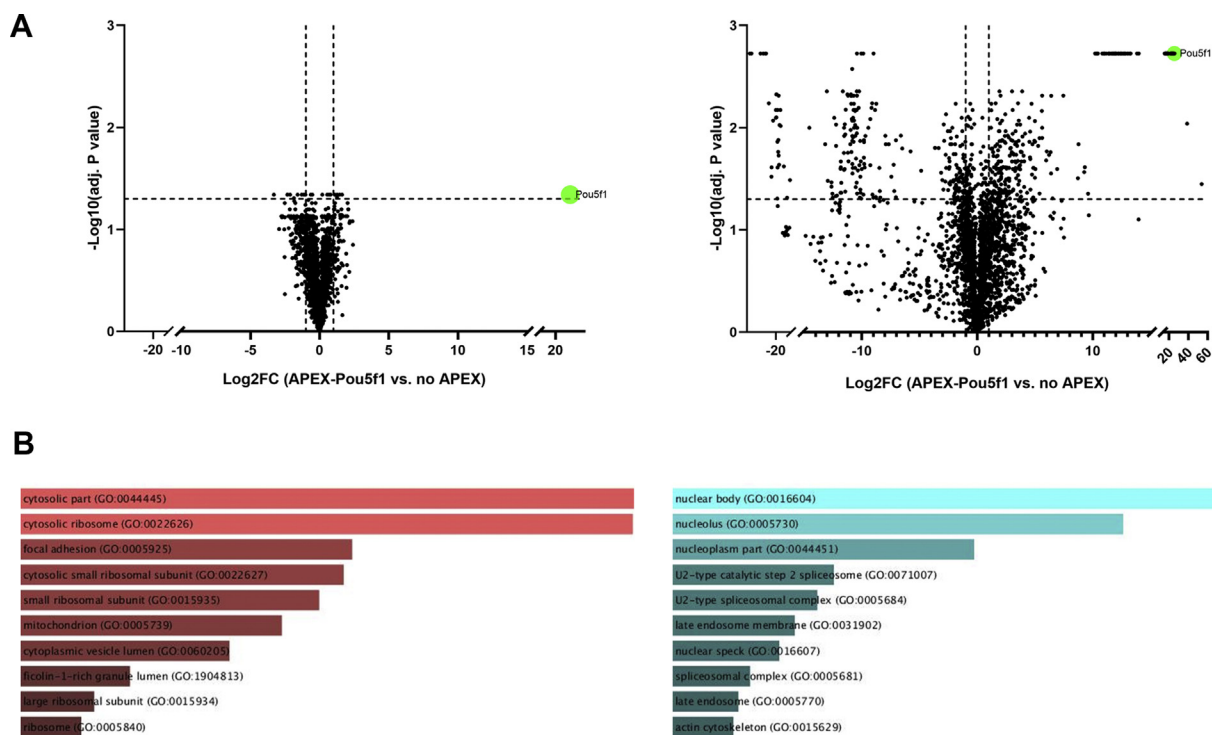 A
3
2
1
0
-Log10(adj. P value)
Pou5f1
-20
-10
-5
0
5
10
15
20
Log2FC (APEX-Pou5f1 vs. no APEX)
3
2
1
0
-Log10(adj. P value)
Pou5f1
-20
-10
0
10
20
40
60
Log2FC (APEX-Pou5f1 vs. no APEX)
B
cytosolic part (GO:0044445)
cytosolic ribosome (GO:0022626)
focal adhesion (GO:0005925)
cytosolic small ribosomal subunit (GO:0022627)
small ribosomal subunit (GO:0015935)
mitochondrion (GO:0005739)
cytoplasmic vesicle lumen (GO:0060205)
ficolin-1-rich granule lumen (GO:1904813)
large ribosomal subunit (GO:0015934)
ribosome (GO:0005840)
nuclear body (GO:0016604)
nucleolus (GO:0005730)
nucleoplasm part (GO:0044451)
U2-type catalytic step 2 spliceosome (GO:0071007)
U2-type spliceosomal complex (GO:0005684)
late endosome membrane (GO:0031902)
nuclear speck (GO:0016607)
spliceosomal complex (GO:0005681)
late endosome (GO:0005770)
actin cytoskeleton (GO:0015629)